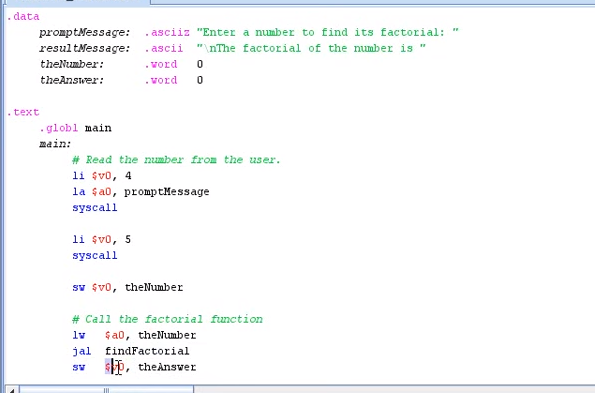 .data
promptMessage: .asciiz "Enter a number to find its factorial: "
resultMessage: .ascii "\nThe factorial of the number is "
theNumber: .word 0
theAnswer: .word 0
.text
.globl main
main:
# Read the number from the user.
li $v0, 4
la $a0, promptMessage
syscall
li $v0, 5
syscall
sw $v0, theNumber
# Call the factorial function
lw $a0, theNumber
jal findFactorial
sw $v0, theAnswer